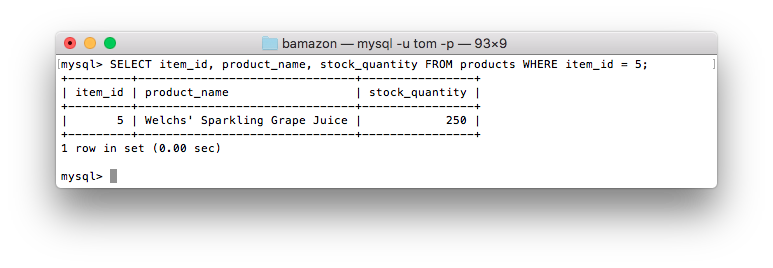 bamazon — mysql -u tom -p — 93×9
[mysql> SELECT item_id, product_name, stock_quantity FROM products WHERE item_id = 5; ]
+---------+-------------------------------+----------------+
| item_id | product_name                  | stock_quantity |
+---------+-------------------------------+----------------+
|       5 | Welchs' Sparkling Grape Juice |            250 |
+---------+-------------------------------+----------------+
1 row in set (0.00 sec)
mysql>